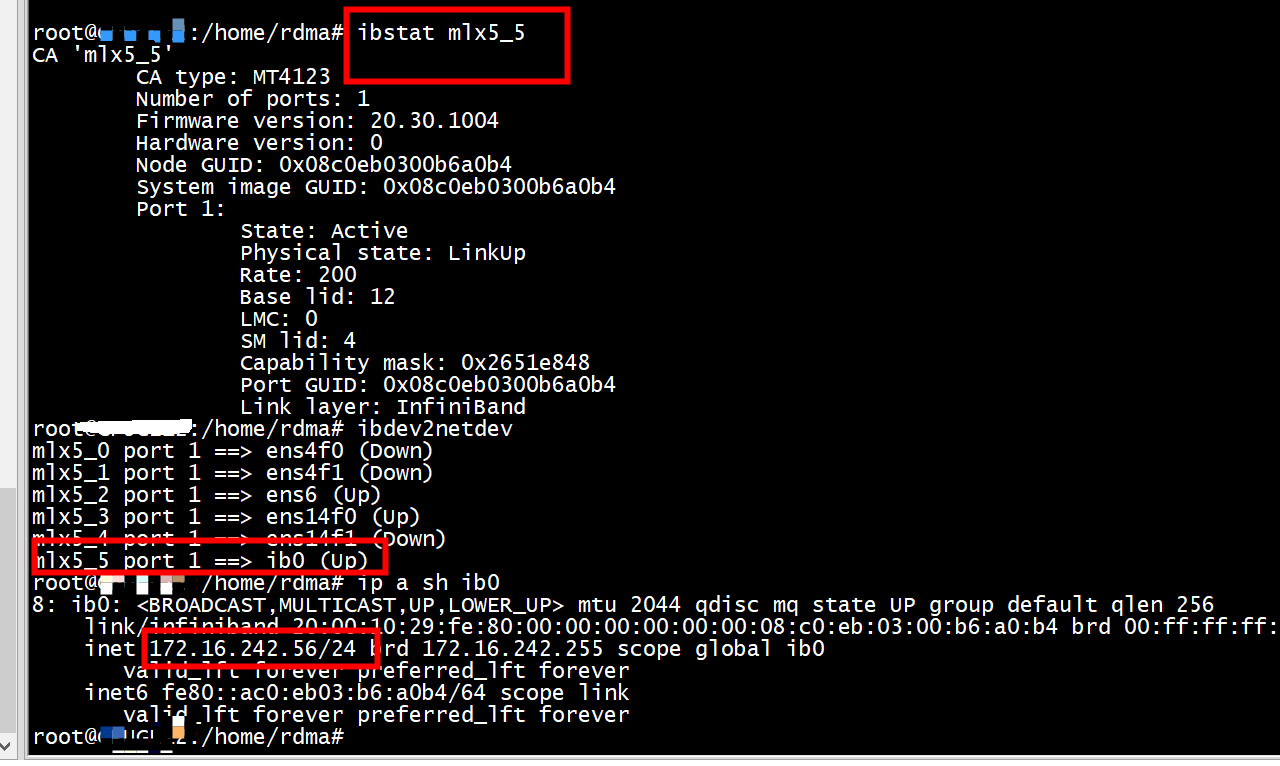 root@ :/home/rdma# ibstat mlx5_5
CA 'mlx5_5'
CA type: MT4123
Number of ports: 1
Firmware version: 20.30.1004
Hardware version: 0
Node GUID: 0x08c0eb0300b6a0b4
System image GUID: 0x08c0eb0300b6a0b4
Port 1:
State: Active
Physical state: LinkUp
Rate: 200
Base lid: 12
LMC: 0
SM lid: 4
Capability mask: 0x2651e848
Port GUID: 0x08c0eb0300b6a0b4
Link layer: InfiniBand
root@ :/home/rdma# ibdev2netdev
mlx5_0 port 1 ==> ens4f0 (Down)
mlx5_1 port 1 ==> ens4f1 (Down)
mlx5_2 port 1 ==> ens6 (Up)
mlx5_3 port 1 ==> ens14f0 (Up)
mlx5_4 port 1 ==> ens14f1 (Down)
mlx5_5 port 1 ==> ib0 (Up)
root@ /home/rdma# ip a sh ib0
8: ib0: <BROADCAST,MULTICAST,UP,LOWER_UP> mtu 2044 qdisc mq state UP group default qlen 256
link/infiniband 20:00:10:29:fe:80:00:00:00:00:00:00:08:c0:eb:03:00:b6:a0:b4 brd 00:ff:ff:ff:
inet 172.16.242.56/24 brd 172.16.242.255 scope global ib0
valid_lft forever preferred_lft forever
inet6 fe80::ac0:eb03:b6:a0b4/64 scope link
valid_lft forever preferred_lft forever
root@ :/home/rdma#